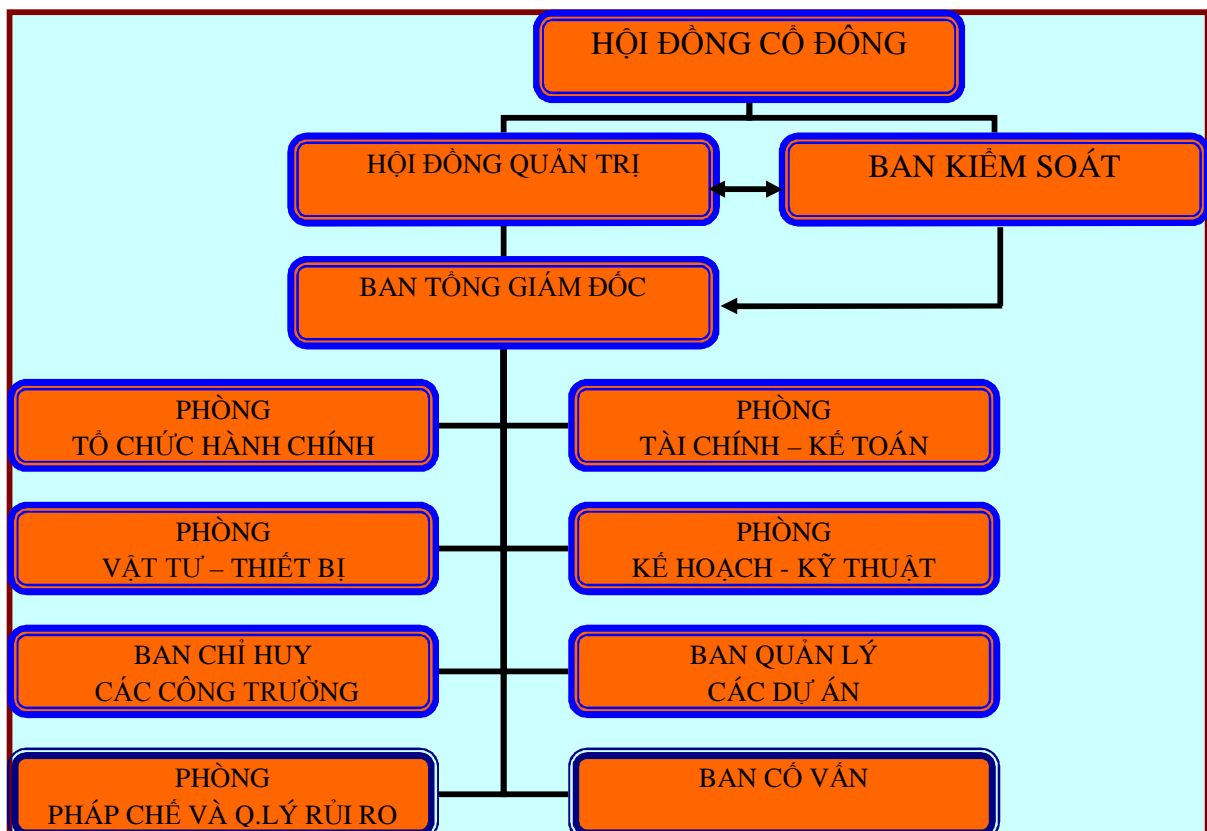 HỘI ĐỒNG CỔ ĐÔNG
HỘI ĐỒNG QUẢN TRỊ
BAN KIỂM SOÁT
BAN TỔNG GIÁM ĐỐC
PHÒNG
TỔ CHỨC HÀNH CHÍNH
PHÒNG
TÀI CHÍNH – KẾ TOÁN
PHÒNG
VẬT TƯ – THIẾT BỊ
PHÒNG
KẾ HOẠCH - KỸ THUẬT
BAN CHỈ HUY
CÁC CÔNG TRƯỜNG
BAN QUẢN LÝ
CÁC DỰ ÁN
PHÒNG
PHÁP CHẾ VÀ Q.LÝ RỦI RO
BAN CỐ VẤN